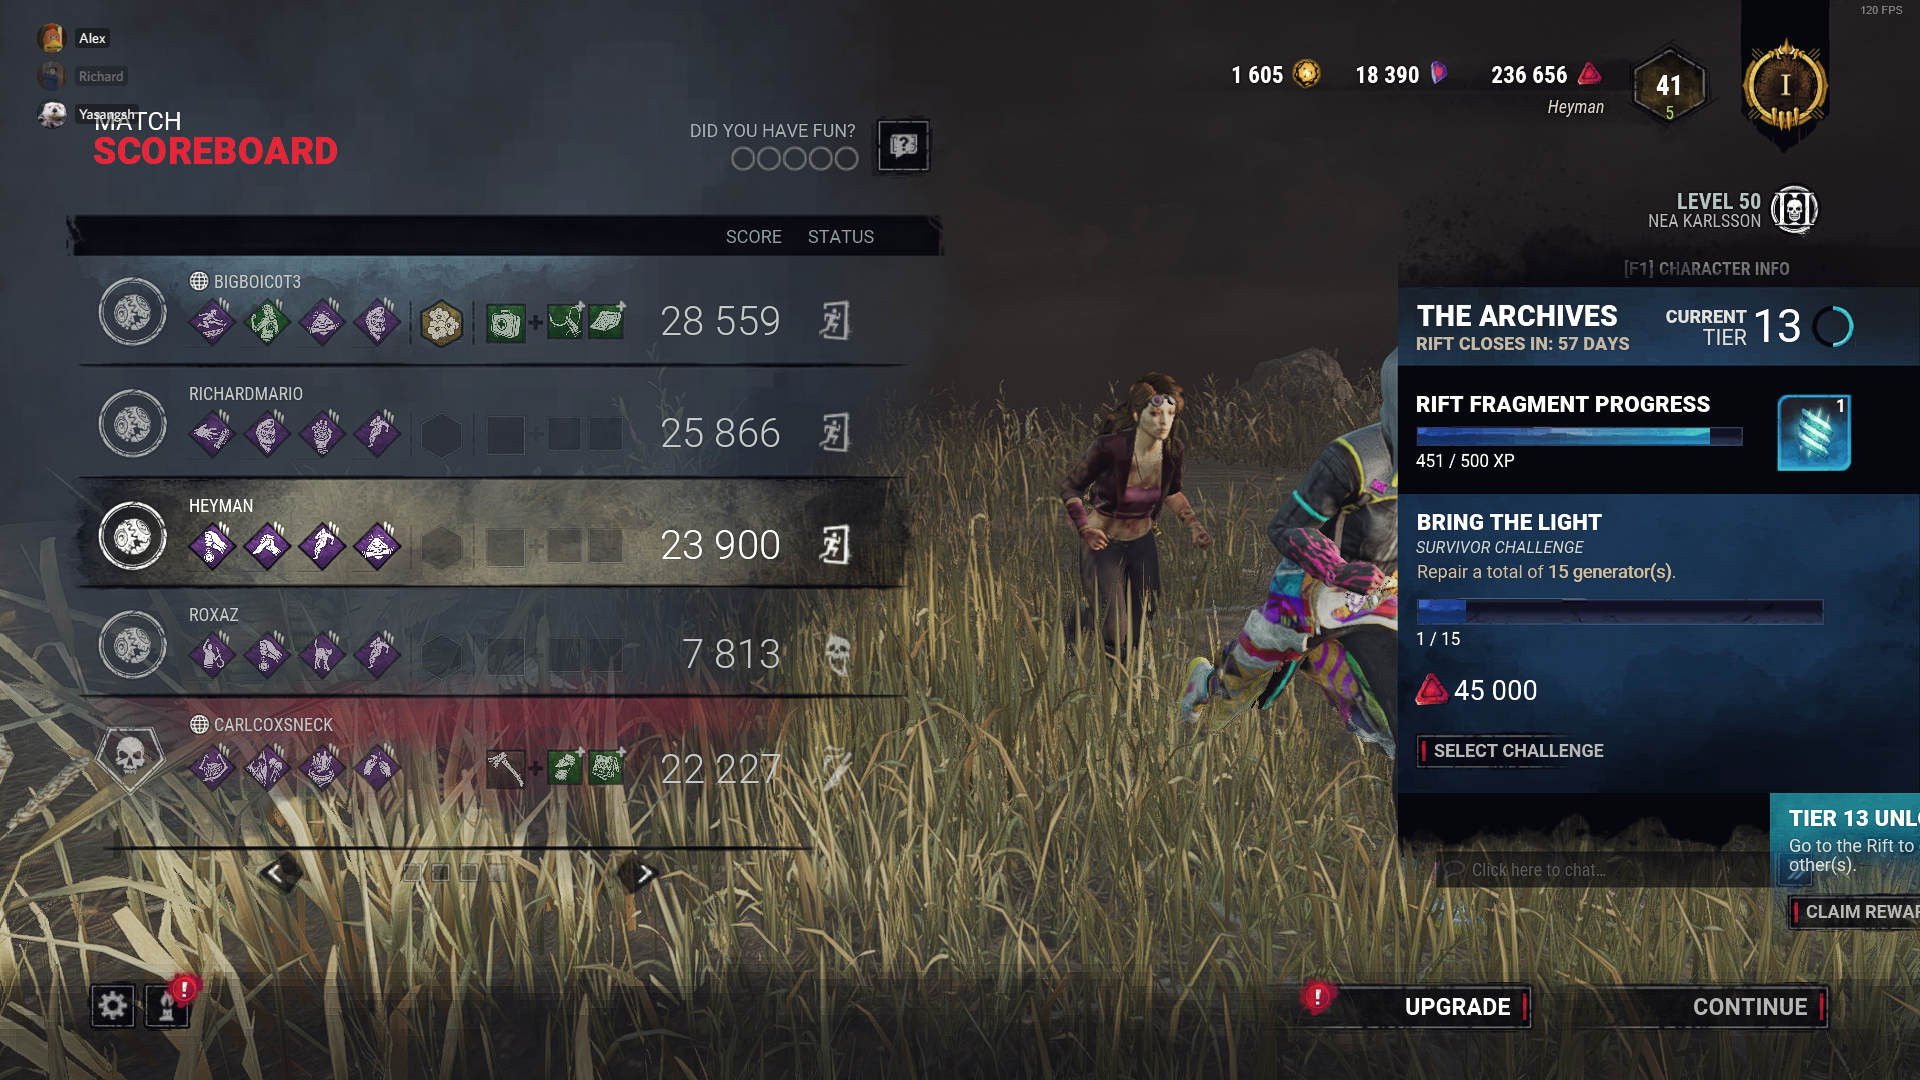 120 FPS
Alex
Richard
Yasangsh
MATCH
SCOREBOARD
DID YOU HAVE FUN?
1 605
18 390
236 656
Heyman
41
5
I
LEVEL 50
NEA KARLSSON
III
[F1] CHARACTER INFO
SCORE STATUS
BIGBOIC0T3
28 559
RICHARDMARIO
25 866
HEYMAN
23 900
ROXAZ
7 813
CARLCOXSNECK
22 227
THE ARCHIVES
RIFT CLOSES IN: 57 DAYS
CURRENT
TIER 13
RIFT FRAGMENT PROGRESS
1
451 / 500 XP
BRING THE LIGHT
SURVIVOR CHALLENGE
Repair a total of 15 generator(s).
1 / 15
45 000
SELECT CHALLENGE
TIER 13 UNL
Go to the Rift to
other(s).
Click here to chat...
CLAIM REWAR
UPGRADE
CONTINUE